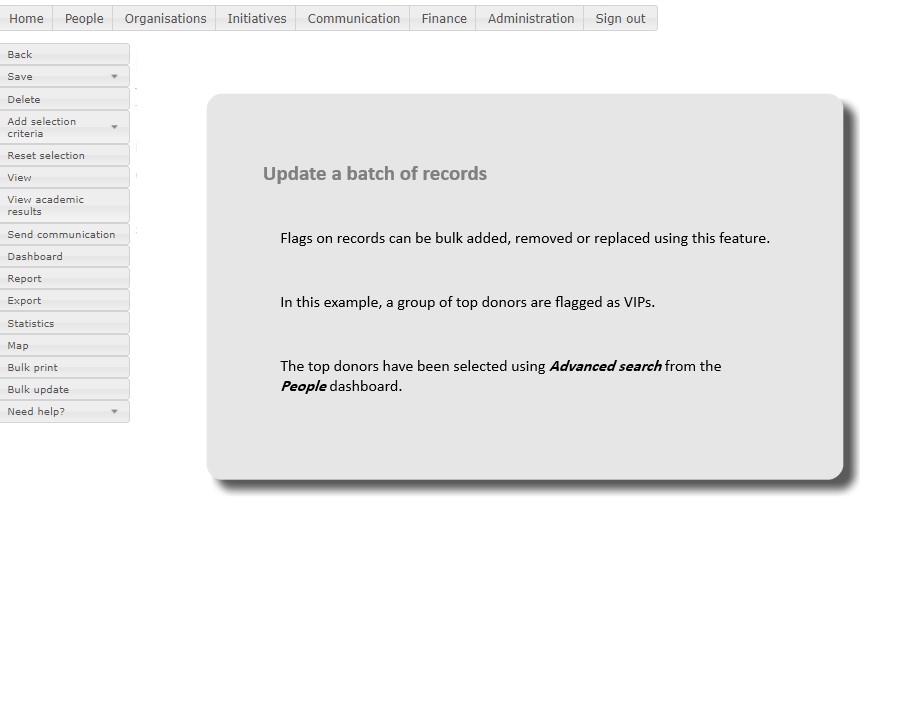 Home People Organisations Initiatives Communication Finance Administration Sign out
Back
Save
Delete
Add selection
criteria
Reset selection
View
View academic
results
Send communication
Dashboard
Report
Export
Statistics
Map
Bulk print
Bulk update
Need help?
Update a batch of records
Flags on records can be bulk added, removed or replaced using this feature.
In this example, a group of top donors are flagged as VIPs.
The top donors have been selected using Advanced search from the
People dashboard.